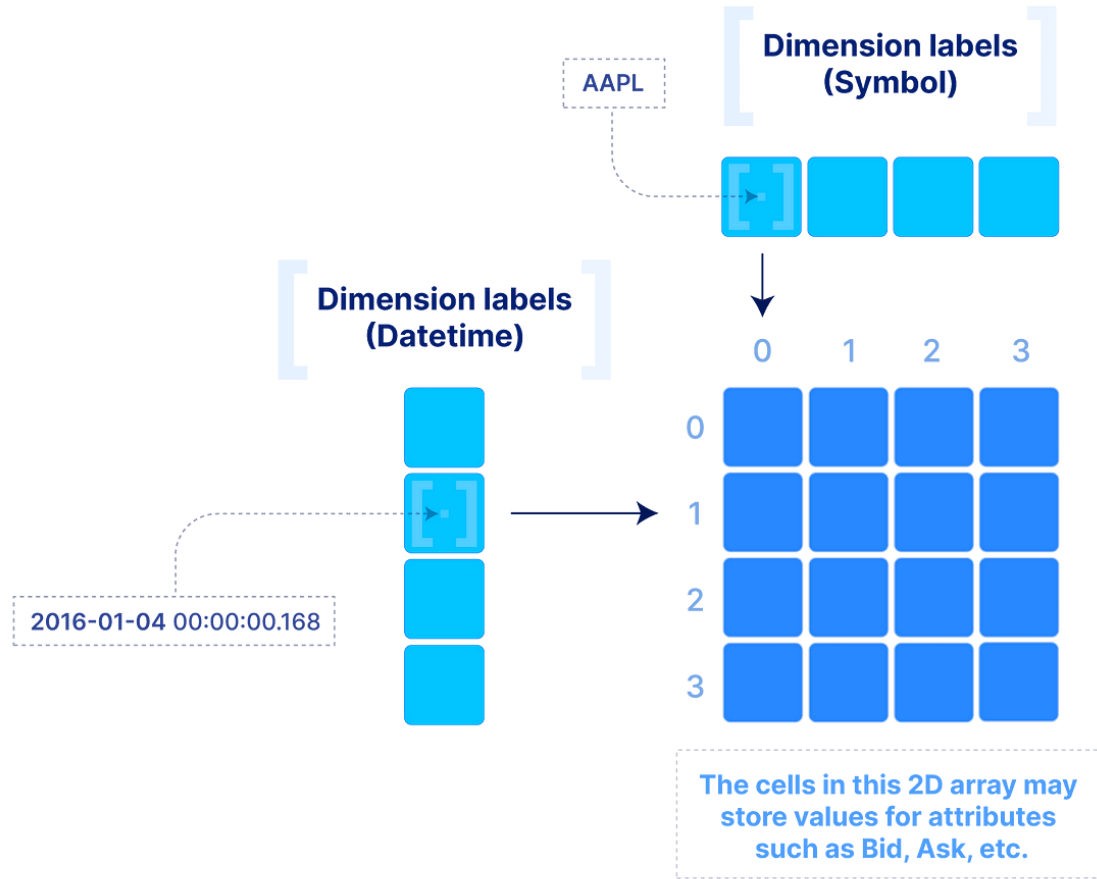 Dimension labels
(Symbol)
AAPL
Dimension labels
(Datetime)
0 1 2 3
0
1
2
3
2016-01-04 00:00:00.168
The cells in this 2D array may
store values for attributes
such as Bid, Ask, etc.